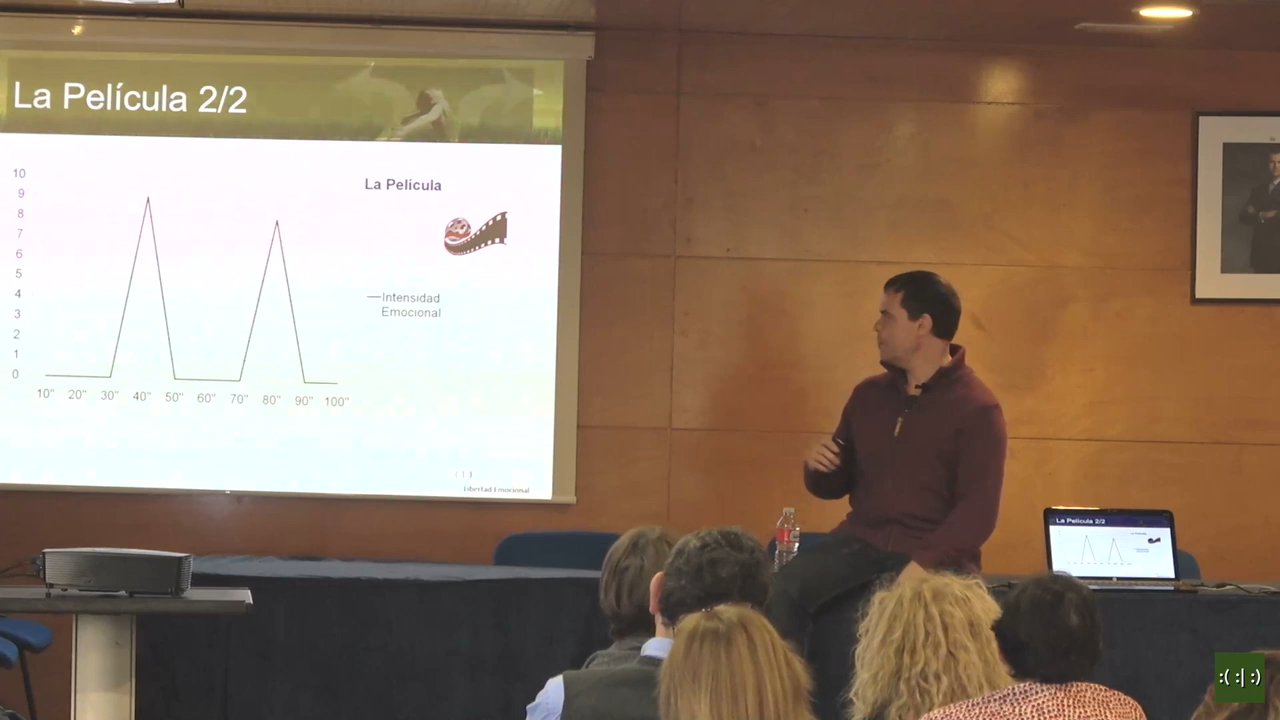 La Película 2/2
La Película
10
9
8
7
6
5
4
3
2
1
0
Intensidad
Emocional
10" 20" 30" 40" 50" 60" 70" 80" 90" 100"
Libertad Emocional
La Película 2/2
:( :| :)